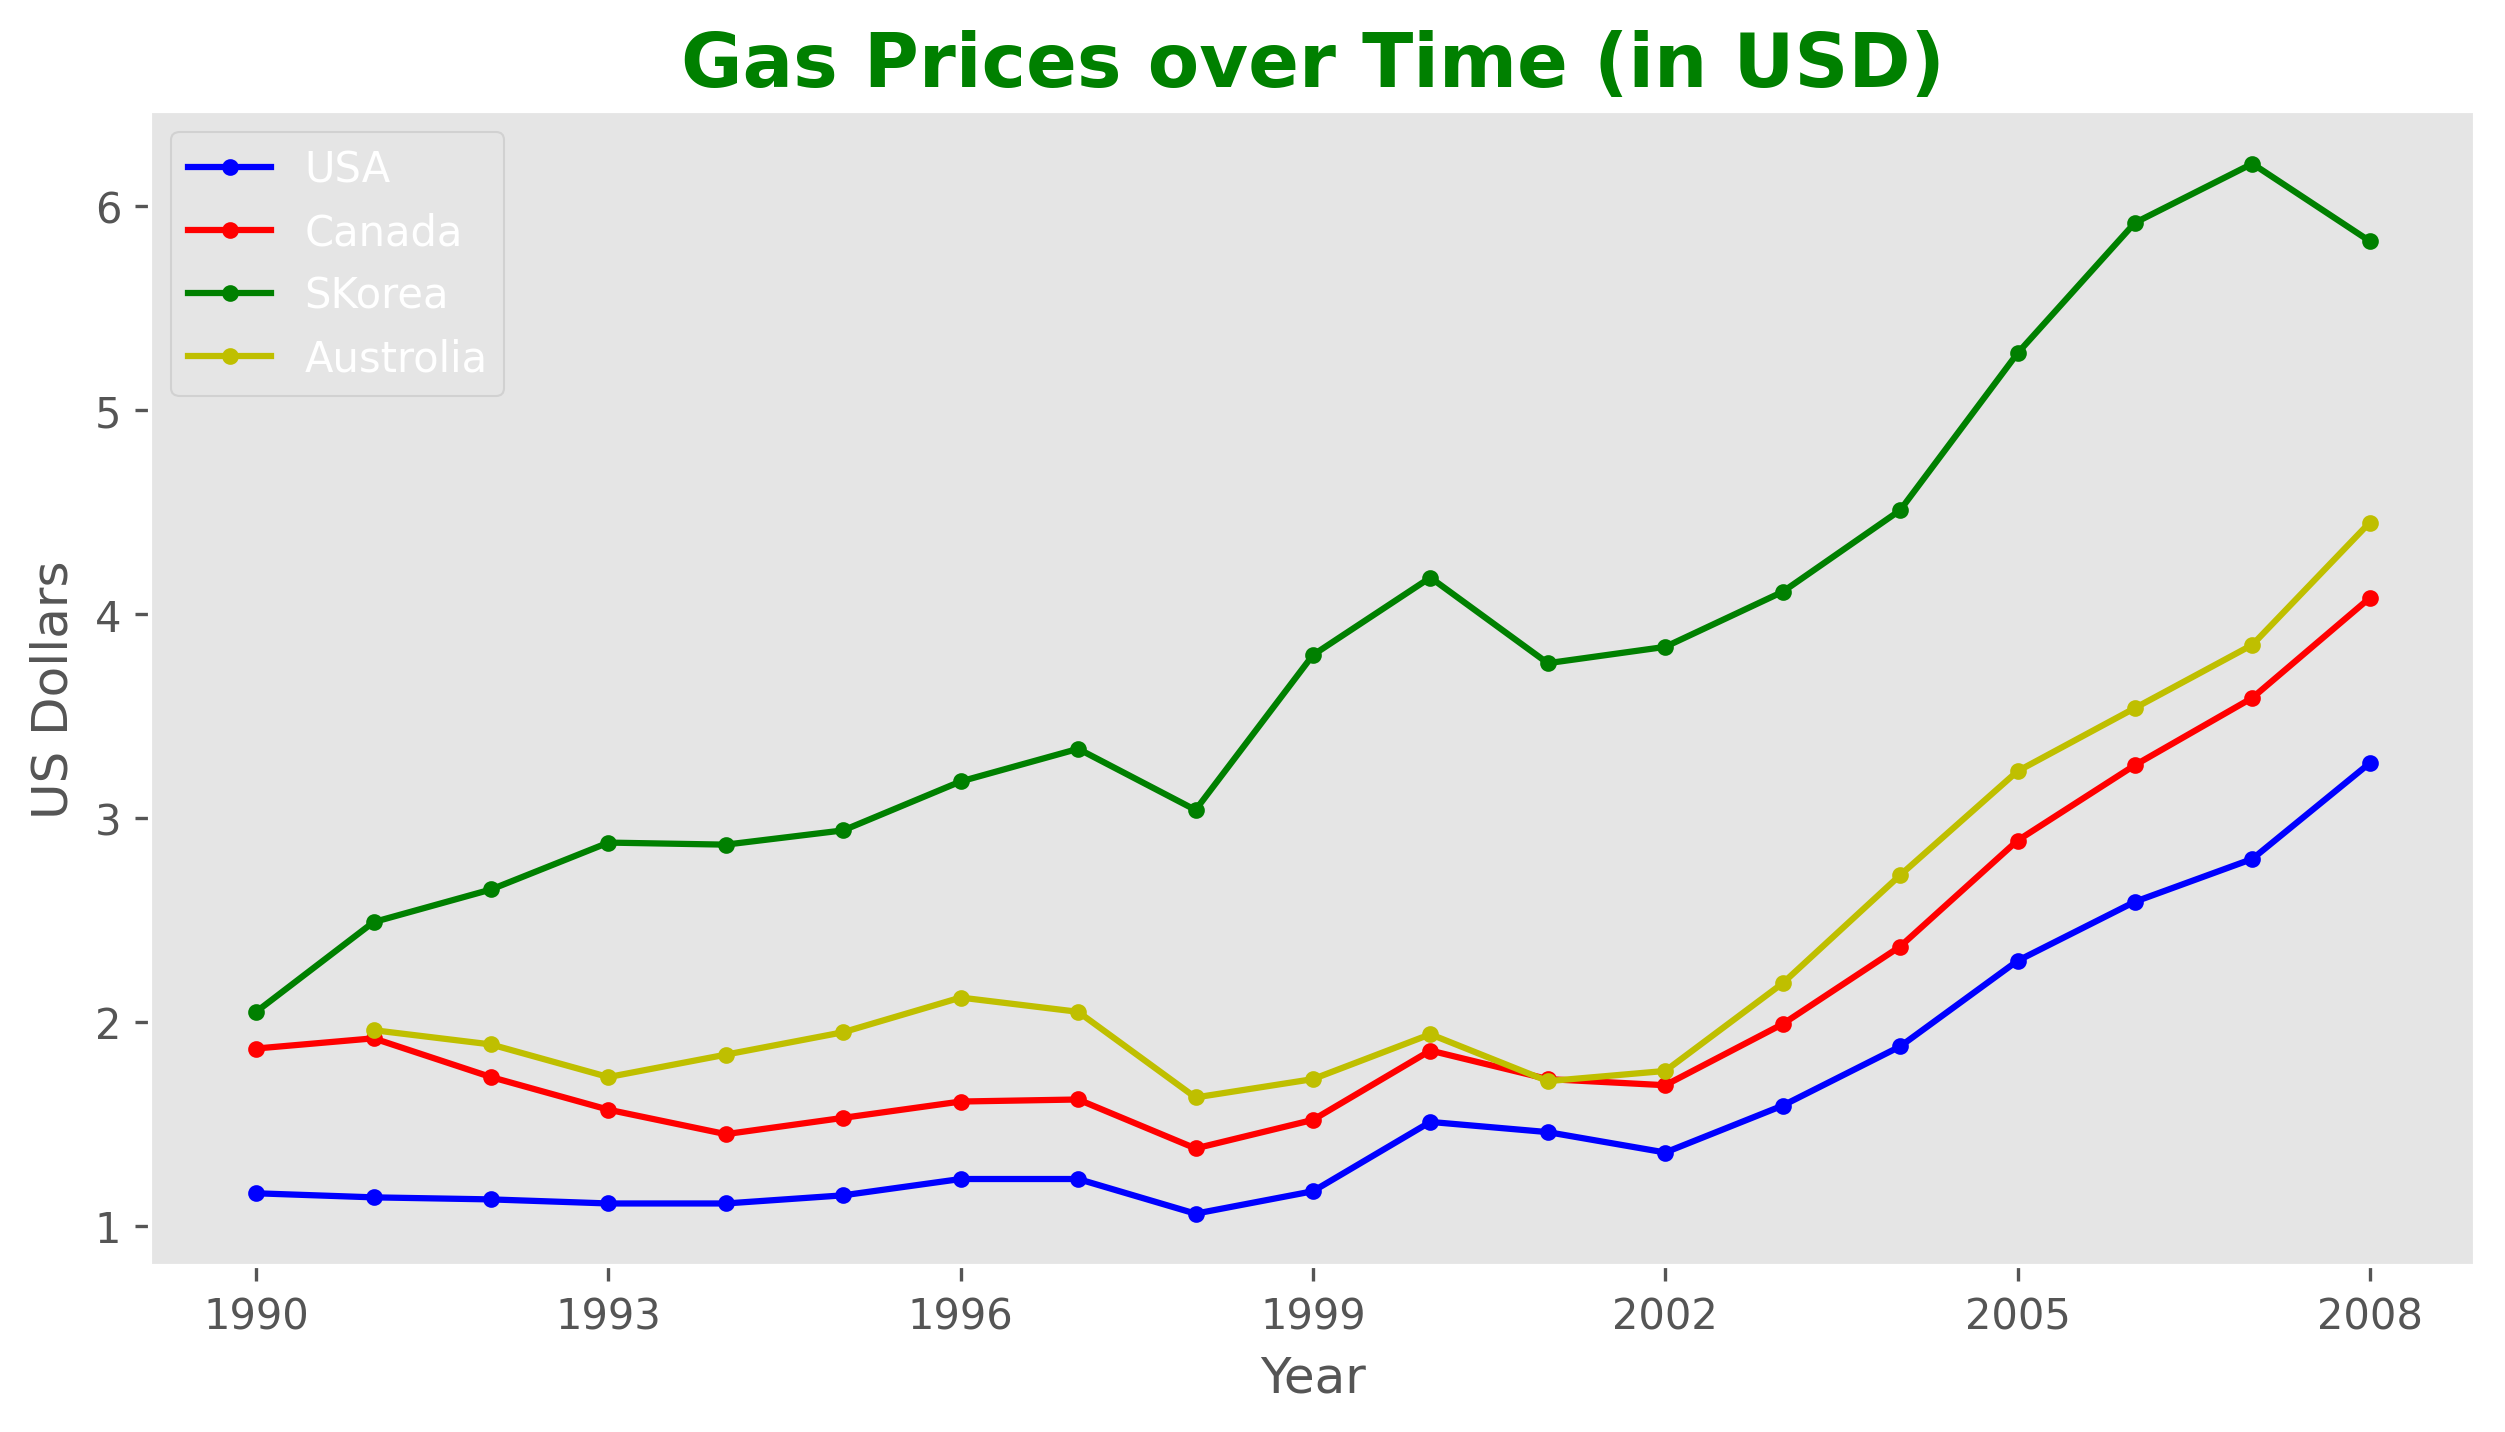 Gas Prices over Time (in USD)
USA
Canada
SKorea
Austrolia
6
5
4
3
2
1
US Dollars
1990 1993 1996 1999 2002 2005 2008
Year